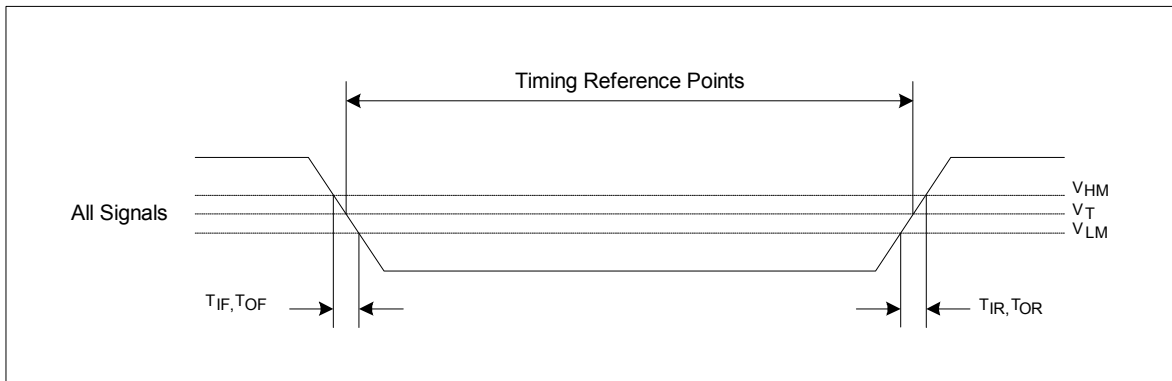 Timing Reference Points
VHM
All Signals
VT
VLM
TIF,TOF
TIR,TOR